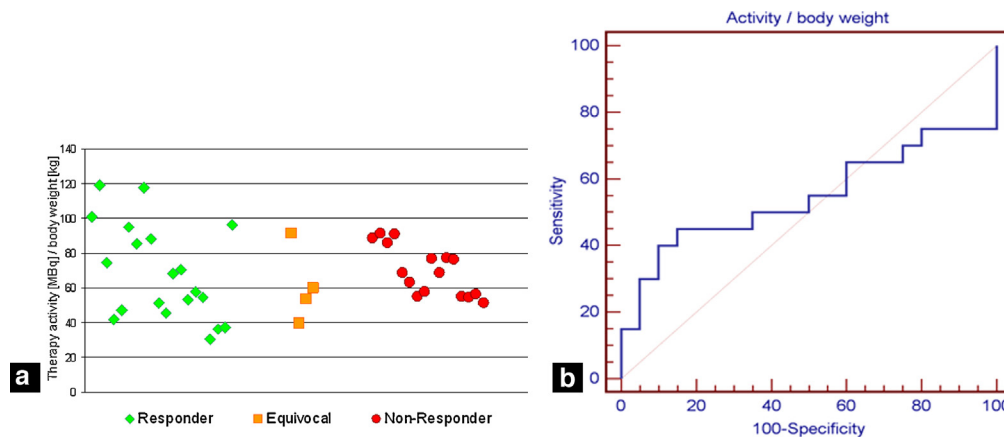 Therapy activity [MBq] / body weight [kg]
140
120
100
80
60
40
20
0
Responder
Equivocal
Non-Responder
a
Activity / body weight
Sensitivity
100
80
60
40
20
0
0 20 40 60 80 100
100-Specificity
b